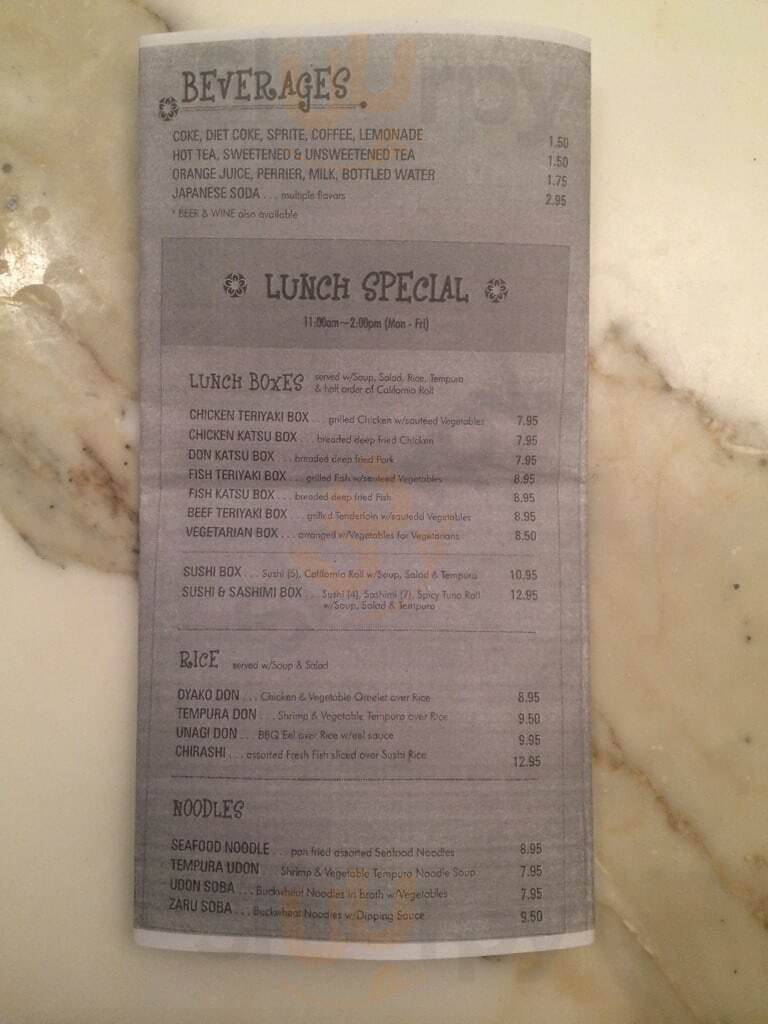 BEVERAGES
COKE, DIET COKE, SPRITE, COFFEE, LEMONADE 1.50
HOT TEA, SWEETENED & UNSWEETENED TEA 1.50
ORANGE JUICE, PERRIER, MILK, BOTTLED WATER 1.75
JAPANESE SODA . . . multiple flavors 2.95
* BEER & WINE also available
LUNCH SPECIAL
11:00am—2:00pm (Mon - Fri)
LUNCH BOXES served w/Soup, Salad, Rice, Tempura
& half order of California Roll
CHICKEN TERIYAKI BOX . . . grilled Chicken w/sauteed Vegetables 7.95
CHICKEN KATSU BOX . . . breaded deep fried Chicken 7.95
DON KATSU BOX . . . breaded deep fried Pork 7.95
FISH TERIYAKI BOX . . . grilled Fish w/sauteed Vegetables 8.95
FISH KATSU BOX . . . breaded deep fried Fish 8.95
BEEF TERIYAKI BOX . . . grilled Tenderloin w/sautedd Vegetables 8.95
VEGETARIAN BOX . . . arranged w/Vegetables for Vegetarians 8.50
SUSHI BOX . . . Sushi (5), California Roll w/Soup, Salad & Tempura 10.95
SUSHI & SASHIMI BOX . . . Sushi (4), Sashimi (7), Spicy Tuna Roll 12.95
w/Soup, Salad & Tempura
RICE served w/Soup & Salad
OYAKO DON . . . Chicken & Vegetable Omelet over Rice 8.95
TEMPURA DON . . . Shrimp & Vegetable Tempura over Rice 9.50
UNAGI DON . . . BBQ Eel over Rice w/eel sauce 9.95
CHIRASHI . . . assorted Fresh Fish sliced over Sushi Rice 12.95
NOODLES
SEAFOOD NOODLE . . . pan fried assorted Seafood Noodles 8.95
TEMPURA UDON . . . Shrimp & Vegetable Tempura Noodle Soup 7.95
UDON SOBA . . . Buckwheat Noodles in broth w/Vegetables 7.95
ZARU SOBA . . . Buckwheat Noodles w/Dipping Sauce 9.50